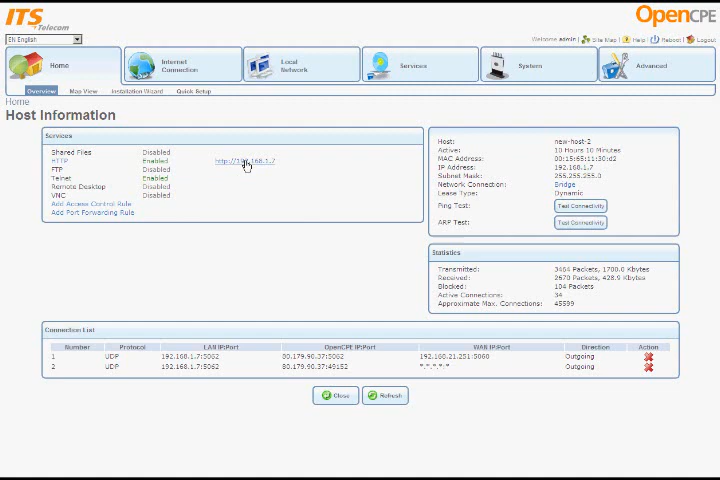 ITS
Telecom
OpenCPE
EN English
Welcome admin | Site Map | Help | Reboot | Logout
Home
Internet Connection
Local Network
Services
System
Advanced
Overview Map View Installation Wizard Quick Setup
Home
Host Information
Services
Shared Files Disabled
HTTP Enabled http://192.168.1.7
FTP Disabled
Telnet Enabled
Remote Desktop Disabled
VNC Disabled
Add Access Control Rule
Add Port Forwarding Rule
Host: new-host-2
Active: 10 Hours 10 Minutes
MAC Address: 00:15:65:11:30:d2
IP Address: 192.168.1.7
Subnet Mask: 255.255.255.0
Network Connection: Bridge
Lease Type: Dynamic
Ping Test: Test Connectivity
ARP Test: Test Connectivity
Statistics
Transmitted: 3464 Packets, 1700.0 Kbytes
Received: 2670 Packets, 428.9 Kbytes
Blocked: 104 Packets
Active Connections: 34
Approximate Max. Connections: 45599
Connection List
Number Protocol LAN IP:Port OpenCPE IP:Port WAN IP:Port Direction Action
1 UDP 192.168.1.7:5062 80.179.90.37:5062 192.168.21.251:5060 Outgoing
2 UDP 192.168.1.7:5062 80.179.90.37:49152 *.*.*.*:* Outgoing
Close Refresh